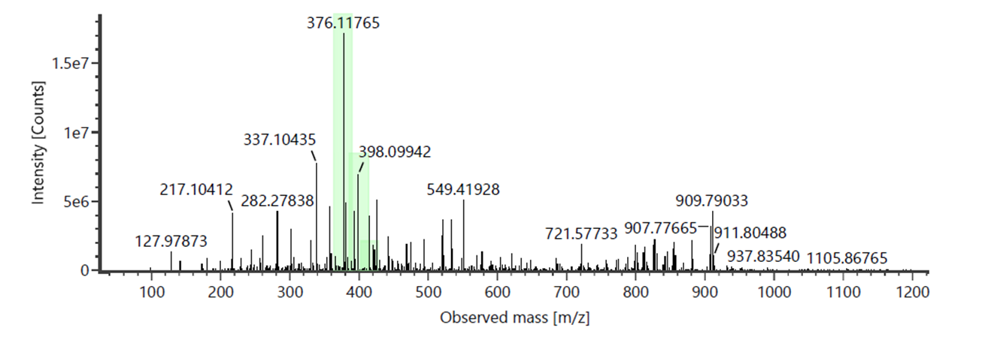 376.11765
1.5e7
337.10435
1e7
398.09942
Intensity [Counts]
217.10412
282.27838
549.41928
909.79033
5e6
127.97873
721.57733
907.77665
911.80488
937.83540
1105.86765
0
100 200 300 400 500 600 700 800 900 1000 1100 1200
Observed mass [m/z]